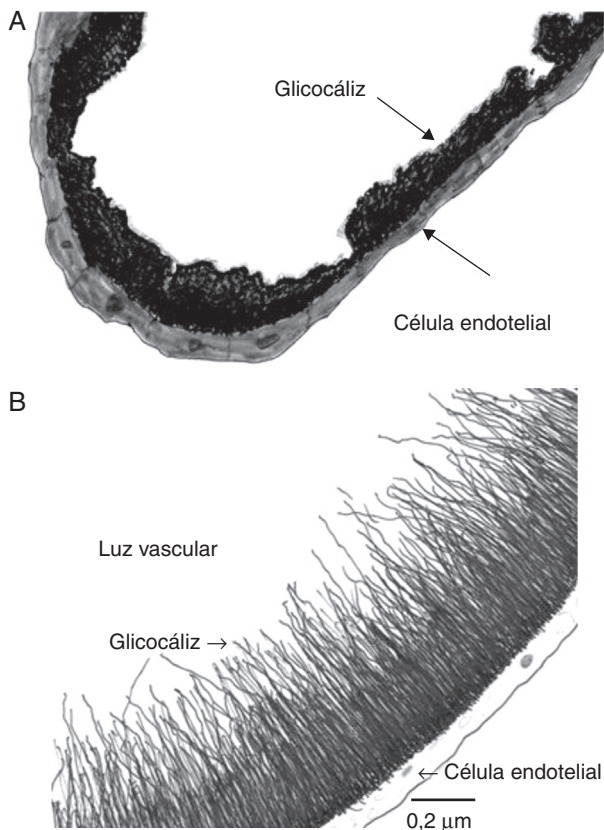 A
Glicocáliz
Célula endotelial
B
Luz vascular
Glicocáliz →
← Célula endotelial
0,2 μm